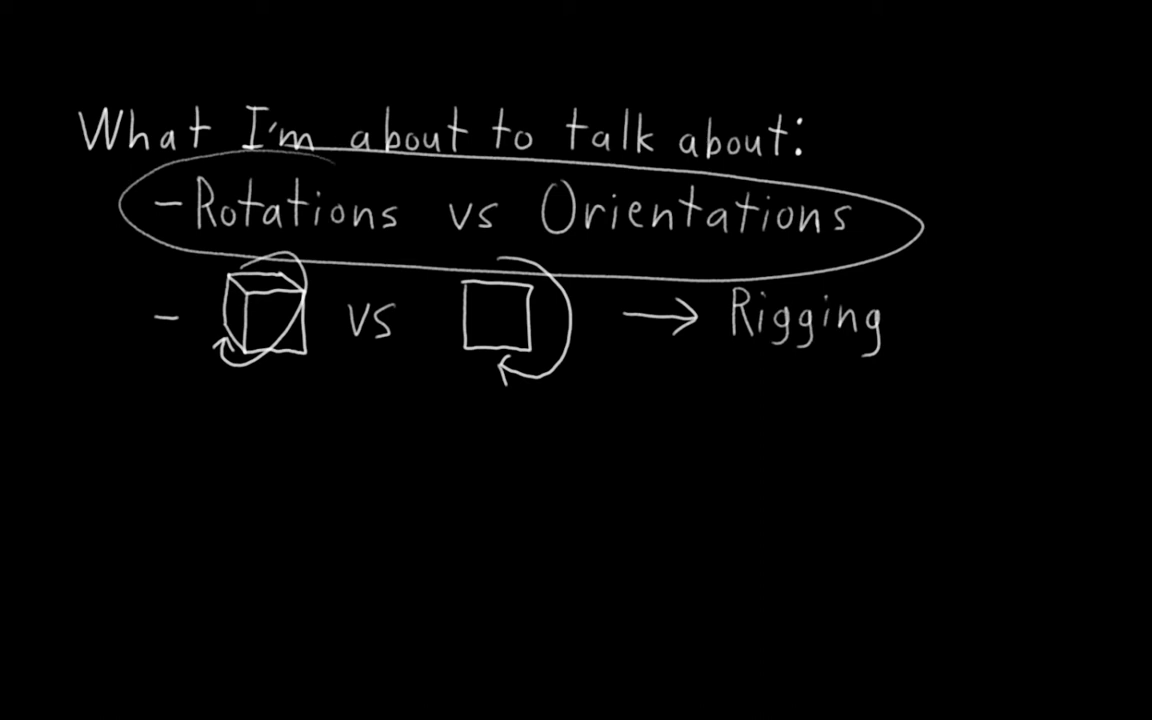 What I'm about to talk about:
-Rotations vs Orientations
- vs → Rigging